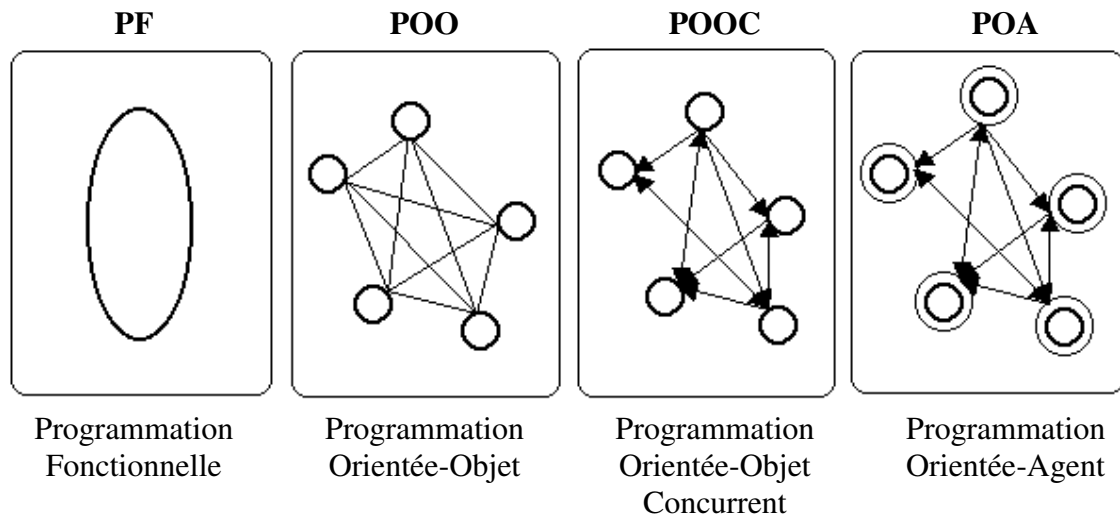 PF
POO
POOC
POA
Programmation
Fonctionnelle
Programmation
Orientée-Objet
Programmation
Orientée-Objet
Concurrent
Programmation
Orientée-Agent